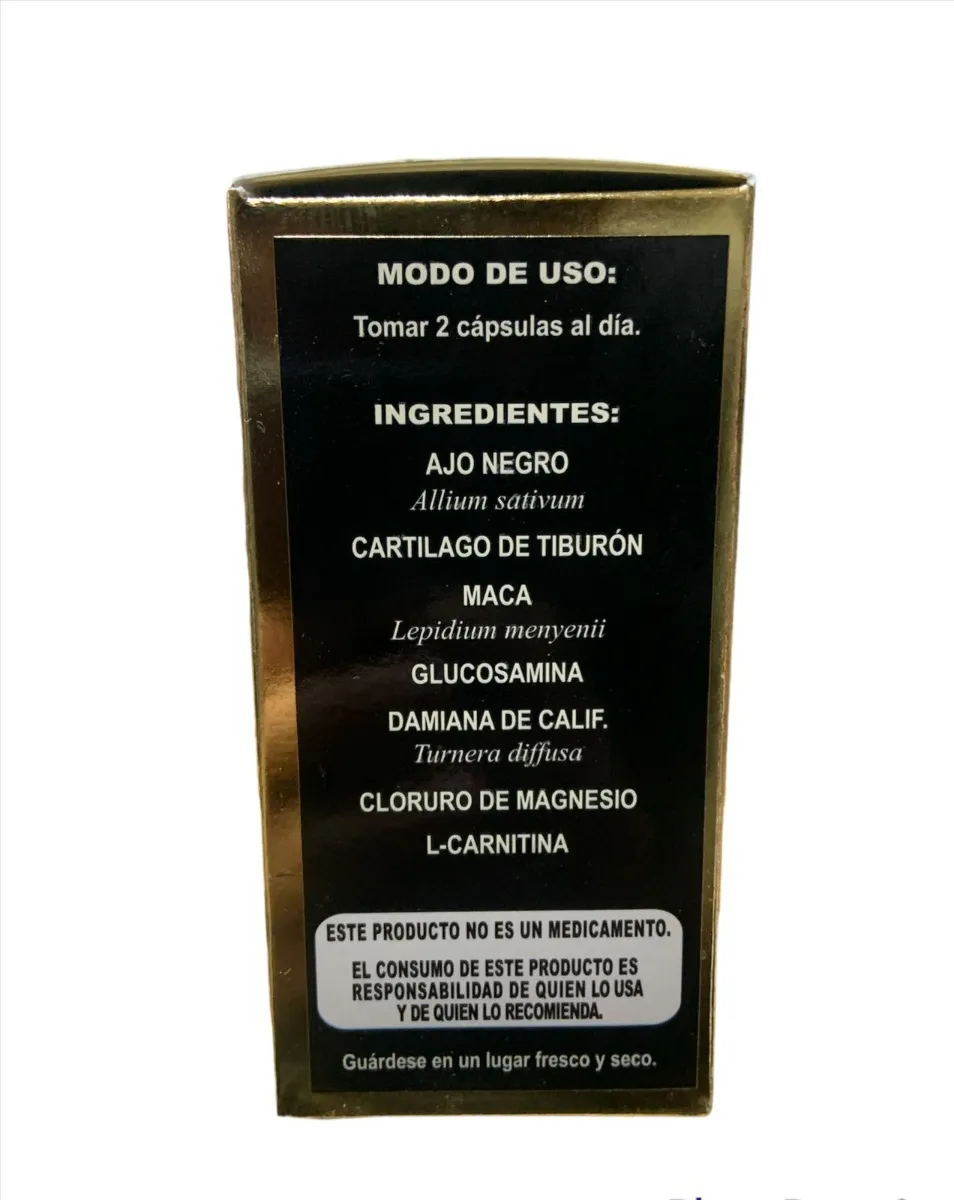 MODO DE USO:
Tomar 2 cápsulas al día.
INGREDIENTES:
AJO NEGRO
Allium sativum
CARTILAGO DE TIBURÓN
MACA
Lepidium menyenii
GLUCOSAMINA
DAMIANA DE CALIF.
Turnera diffusa
CLORURO DE MAGNESIO
L-CARNITINA
ESTE PRODUCTO NO ES UN MEDICAMENTO.
EL CONSUMO DE ESTE PRODUCTO ES
RESPONSABILIDAD DE QUIEN LO USA
Y DE QUIEN LO RECOMIENDA.
Guárdese en un lugar fresco y seco.